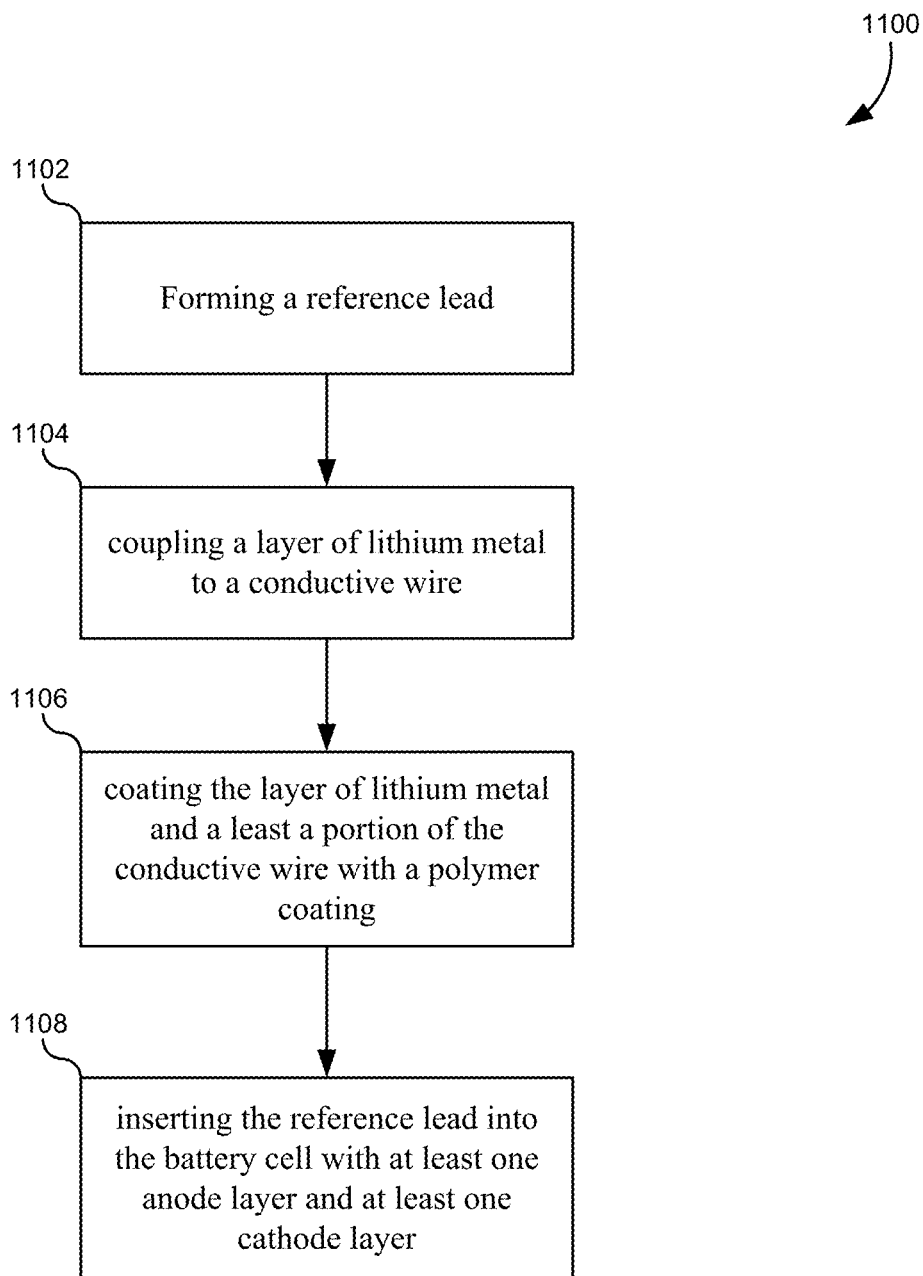 1100
1102
Forming a reference lead
1104
coupling a layer of lithium metal
to a conductive wire
1106
coating the layer of lithium metal
and a least a portion of the
conductive wire with a polymer
coating
1108
inserting the reference lead into
the battery cell with at least one
anode layer and at least one
cathode layer